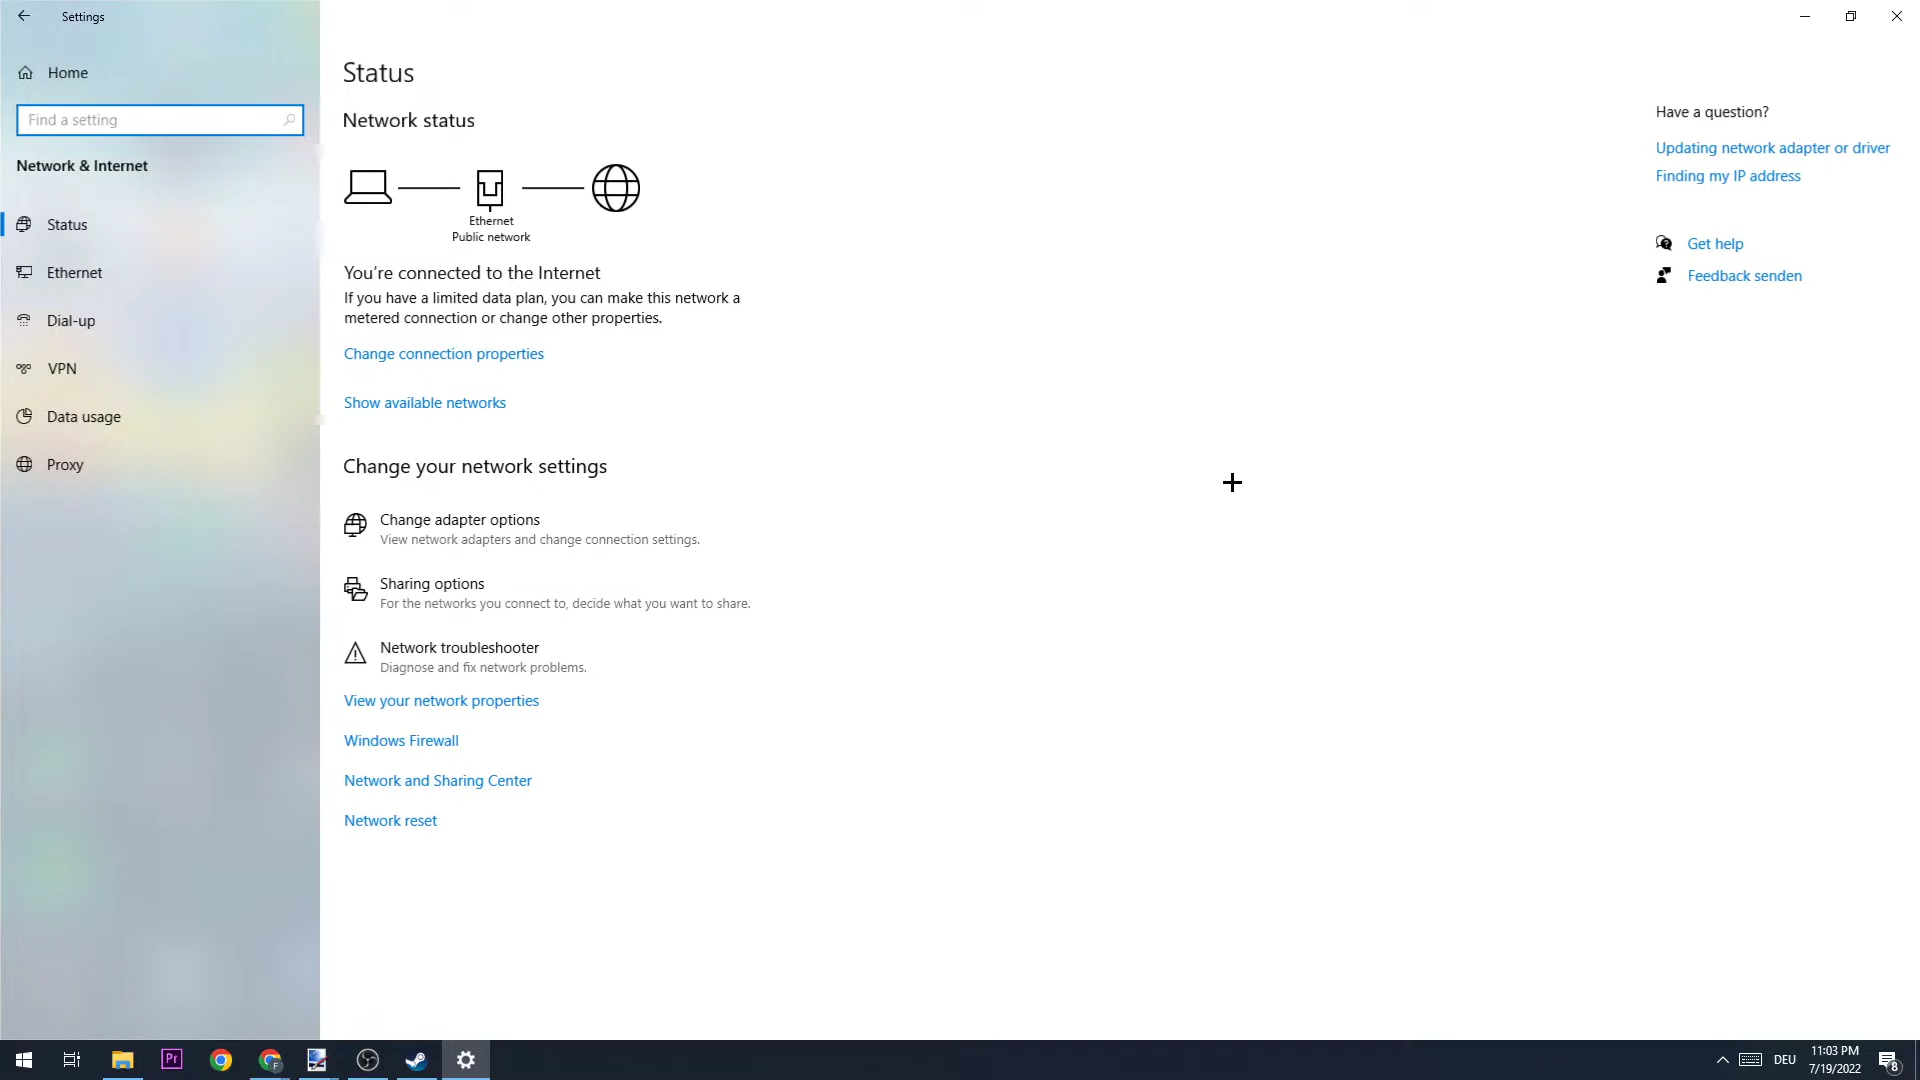 Settings
Home
Find a setting
Network & Internet
Status
Ethernet
Dial-up
VPN
Data usage
Proxy
Status
Network status
Ethernet
Public network
You're connected to the Internet
If you have a limited data plan, you can make this network a
metered connection or change other properties.
Change connection properties
Show available networks
Change your network settings
Change adapter options
View network adapters and change connection settings.
Sharing options
For the networks you connect to, decide what you want to share.
Network troubleshooter
Diagnose and fix network problems.
View your network properties
Windows Firewall
Network and Sharing Center
Network reset
Have a question?
Updating network adapter or driver
Finding my IP address
Get help
Feedback senden
Pr
F
DEU
11:03 PM
7/19/2022
8